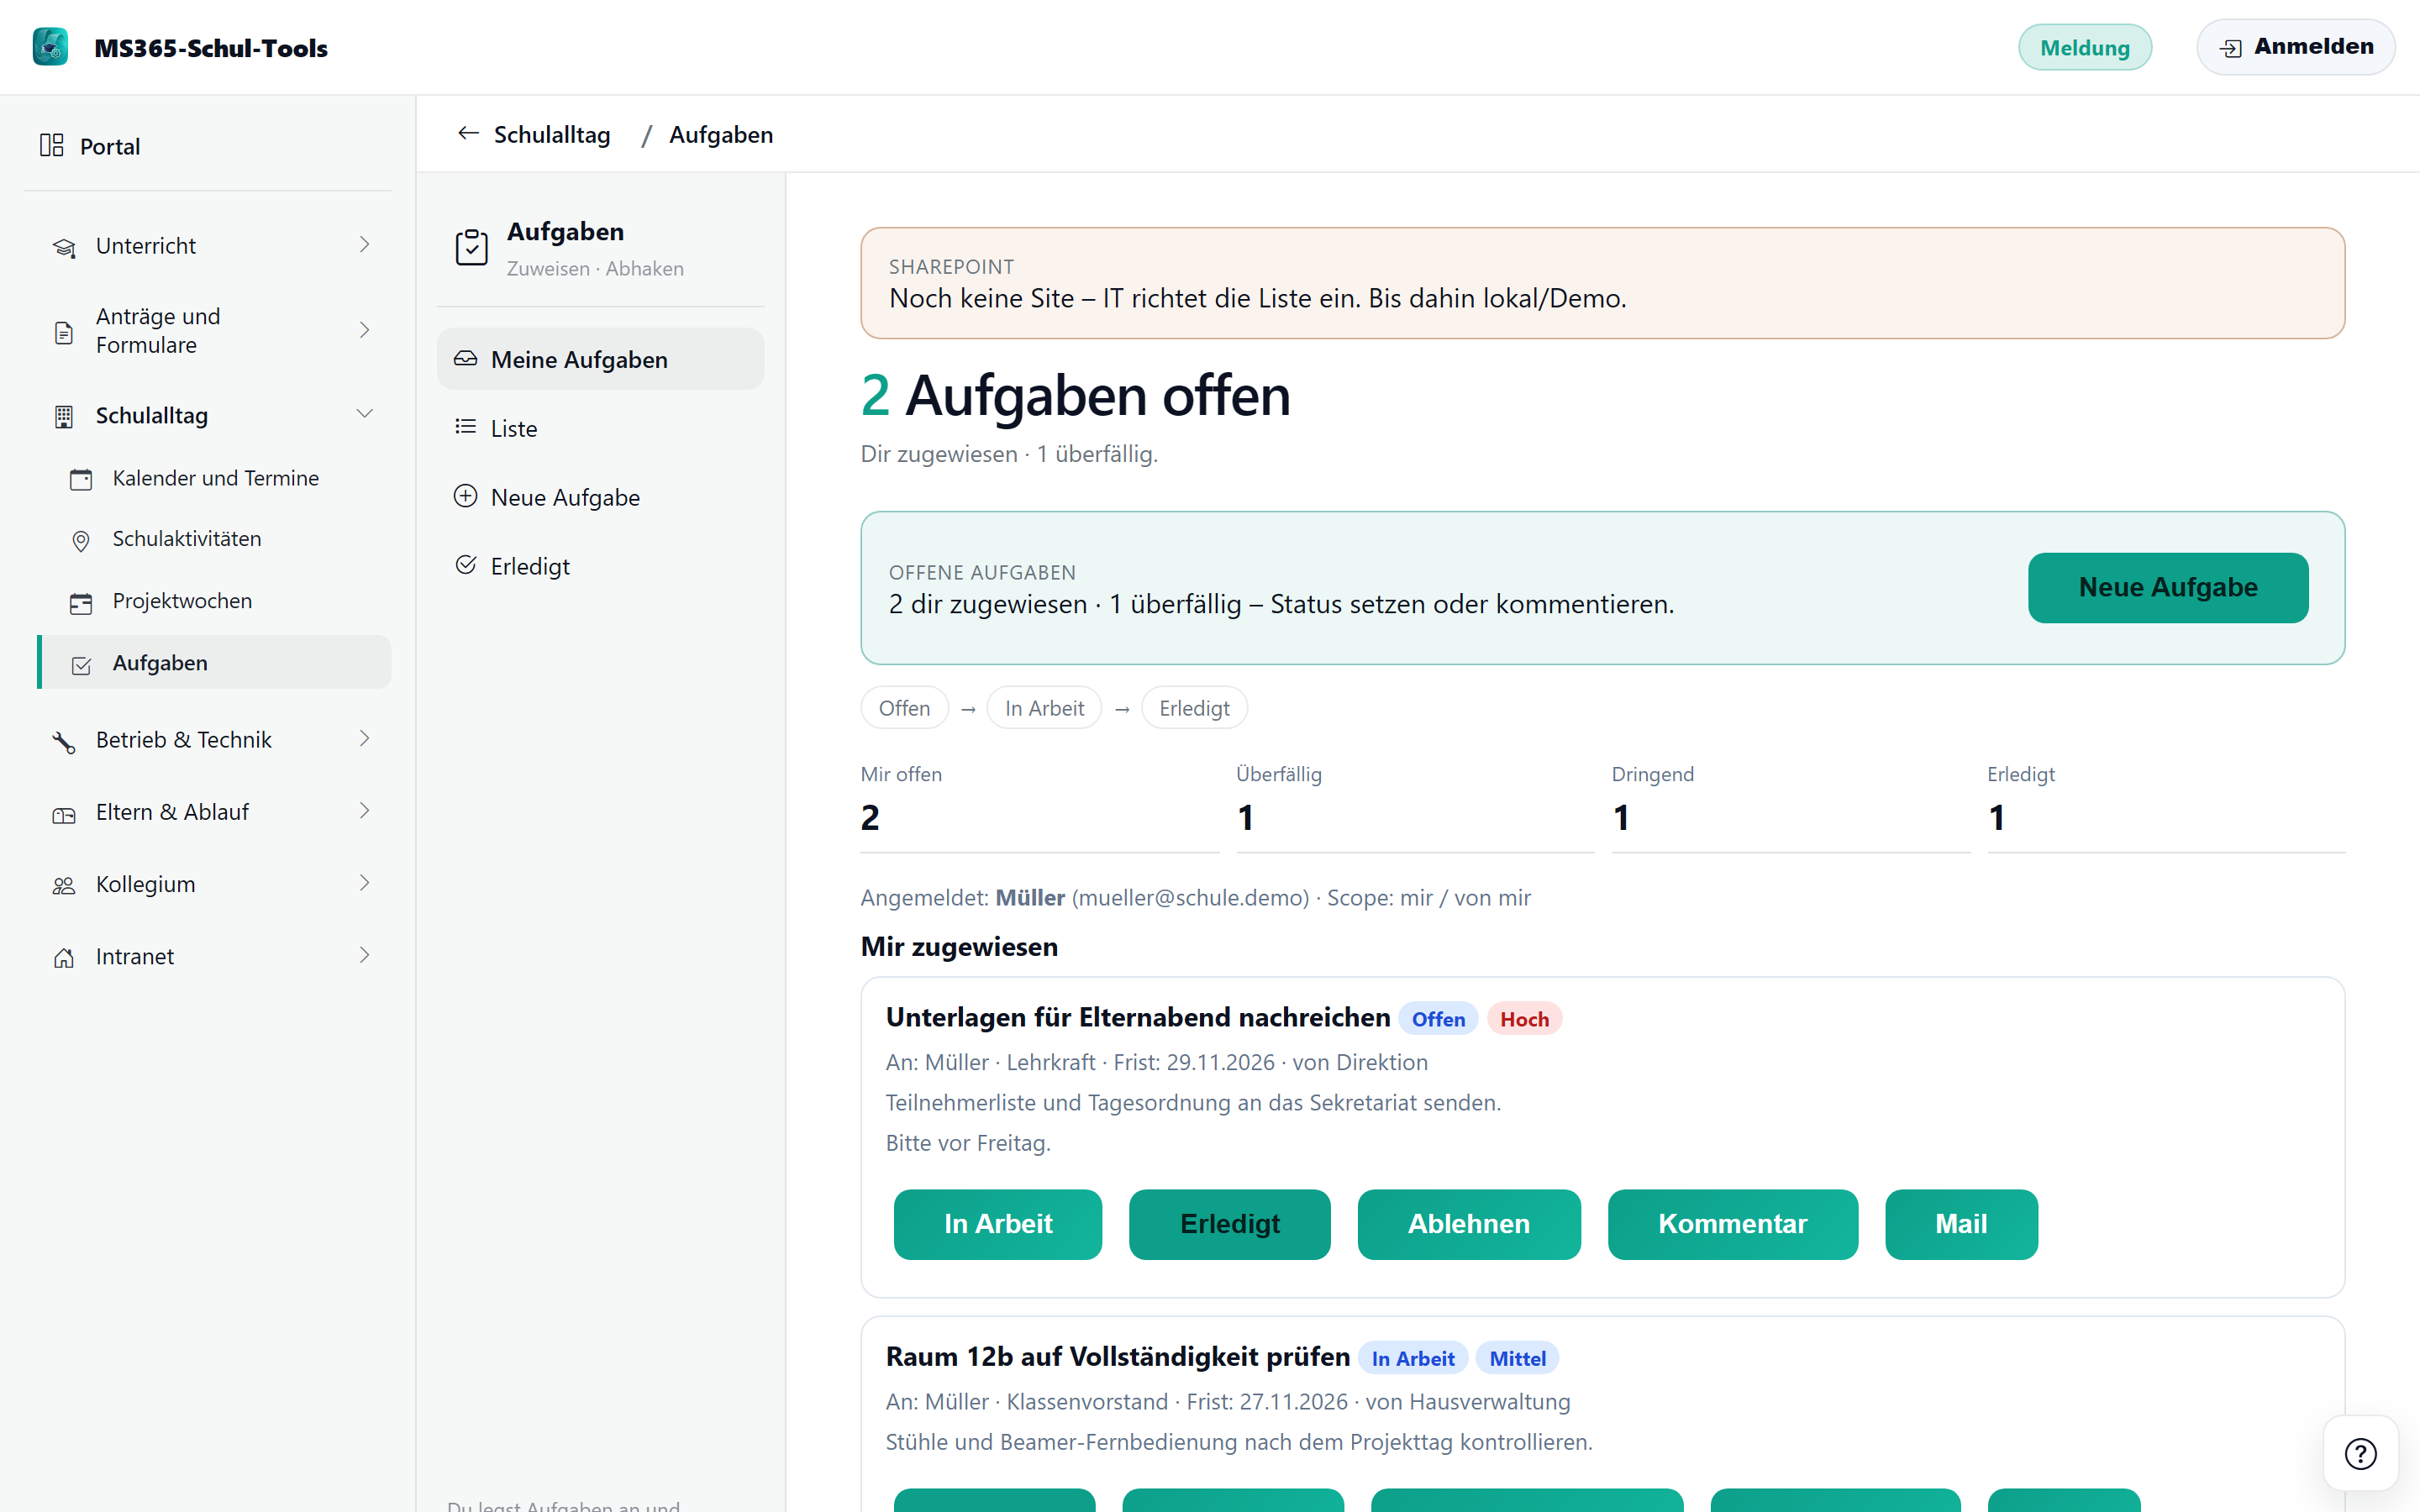 MS365-Schul-Tools
Meldung
Anmelden
Portal
Unterricht
Anträge und
Formulare
Schulalltag
Kalender und Termine
Schulaktivitäten
Projektwochen
Aufgaben
Betrieb & Technik
Eltern & Ablauf
Kollegium
Intranet
Schulalltag / Aufgaben
Aufgaben
Zuweisen · Abhaken
Meine Aufgaben
Liste
Neue Aufgabe
Erledigt
Du legst Aufgaben an und
SHAREPOINT
Noch keine Site – IT richtet die Liste ein. Bis dahin lokal/Demo.
2 Aufgaben offen
Dir zugewiesen · 1 überfällig.
OFFENE AUFGABEN
2 dir zugewiesen · 1 überfällig – Status setzen oder kommentieren.
Neue Aufgabe
Offen → In Arbeit → Erledigt
Mir offen Überfällig Dringend Erledigt
2 1 1 1
Angemeldet: Müller (mueller@schule.demo) · Scope: mir / von mir
Mir zugewiesen
Unterlagen für Elternabend nachreichen Offen Hoch
An: Müller · Lehrkraft · Frist: 29.11.2026 · von Direktion
Teilnehmerliste und Tagesordnung an das Sekretariat senden.
Bitte vor Freitag.
In Arbeit Erledigt Ablehnen Kommentar Mail
Raum 12b auf Vollständigkeit prüfen In Arbeit Mittel
An: Müller · Klassenvorstand · Frist: 27.11.2026 · von Hausverwaltung
Stühle und Beamer-Fernbedienung nach dem Projekttag kontrollieren.